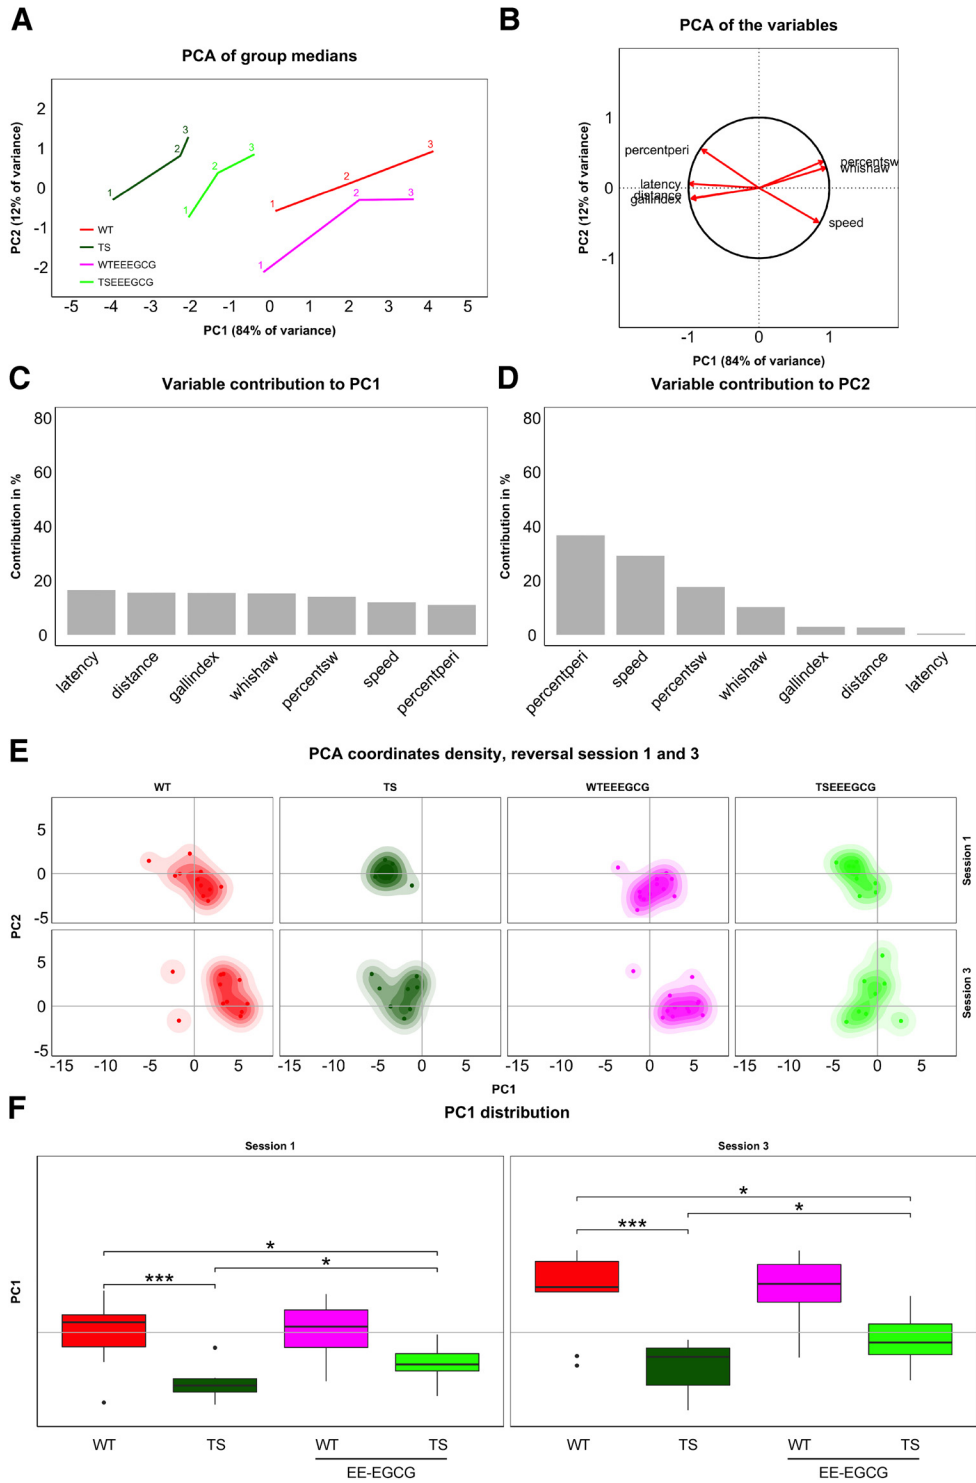 A
PCA of group medians
PC2 (12% of variance)
2
1
0
-1
-2
1
2
3
1
2
3
1
2
3
1
2
3
WT
TS
WTEEEGCG
TSEEEGCG
-5 -4 -3 -2 -1 0 1 2 3 4 5
PC1 (84% of variance)
B
PCA of the variables
PC2 (12% of variance)
1
0
-1
percentperi
percentsw
whishaw
latency
distance
gallindex
speed
-1 0 1
PC1 (84% of variance)
C
Variable contribution to PC1
Contribution in %
80
60
40
20
0
latency distance gallindex whishaw percentsw speed percentperi
D
Variable contribution to PC2
Contribution in %
80
60
40
20
0
percentperi speed percentsw whishaw gallindex distance latency
E
PCA coordinates density, reversal session 1 and 3
WT TS WTEEEGCG TSEEEGCG
PC2
5
0
-5
Session 1
5
0
-5
Session 3
-15 -10 -5 0 5 -15 -10 -5 0 5 -15 -10 -5 0 5 -15 -10 -5 0 5
PC1
F
PC1 distribution
Session 1 Session 3
PC1
*
*
***
*
*
***
WT TS WT TS WT TS WT TS
EE-EGCG EE-EGCG